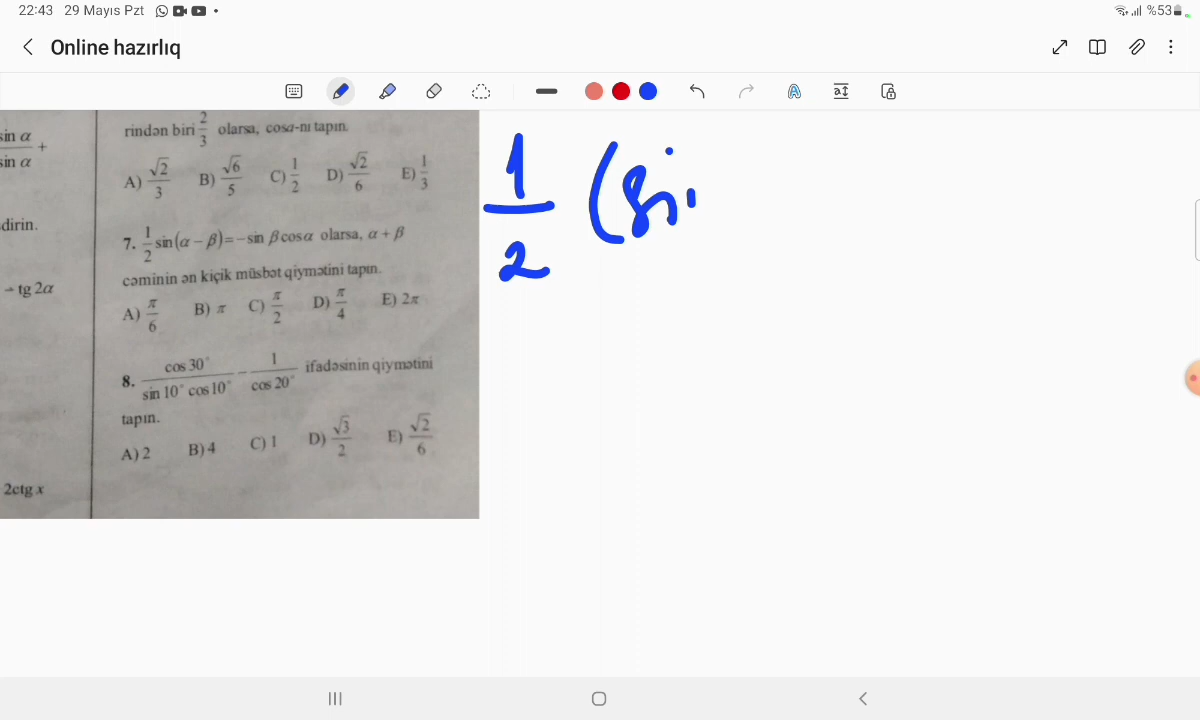 22:43 29 Mayıs Pzt • %53
Online hazırlıq
sin α
sin α +
dirin.
→ tg 2α
2ctg x
rindən biri 2/3 olarsa, cosα-nı tapın.
A) √2/3 B) √6/5 C) 1/2 D) √2/6 E) 1/3
7. 1/2 sin(α − β) = −sin β cos α olarsa, α + β
cəminin ən kiçik müsbət qiymətini tapın.
A) π/6 B) π C) π/2 D) π/4 E) 2π
8. cos 30°/sin 10° cos 10° − 1/cos 20° ifadəsinin qiymətini
tapın.
A) 2 B) 4 C) 1 D) √3/2 E) √2/6
1/2 (si